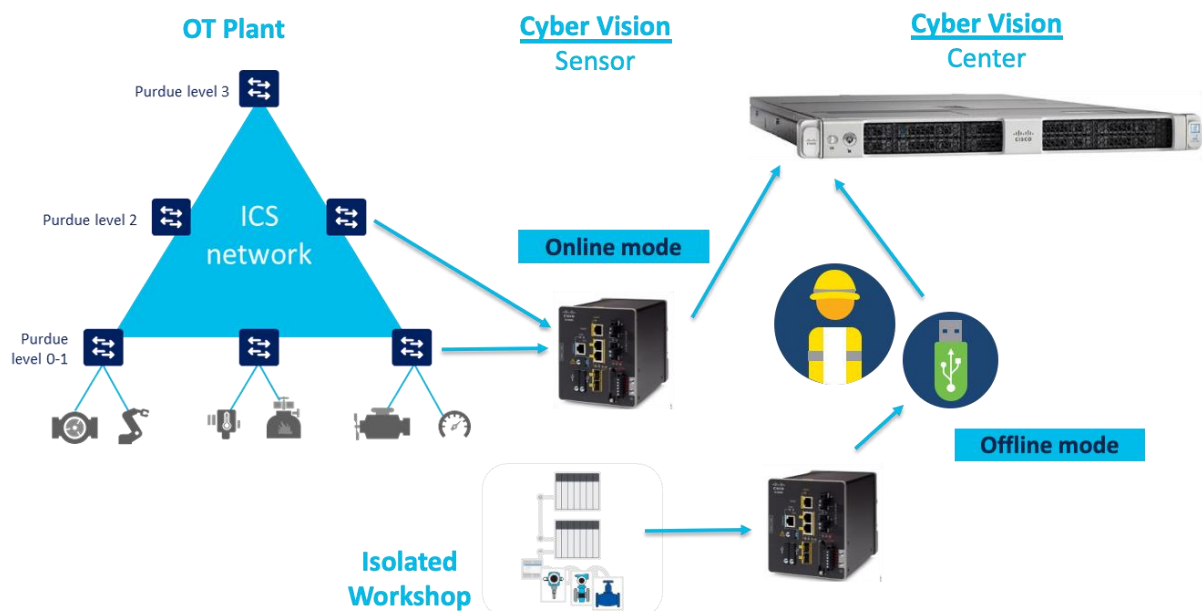 OT Plant
Cyber Vision
Sensor
Cyber Vision
Center
Purdue level 3
Purdue level 2
ICS
network
Online mode
Purdue
level 0-1
CISCO
Offline mode
Isolated
Workshop